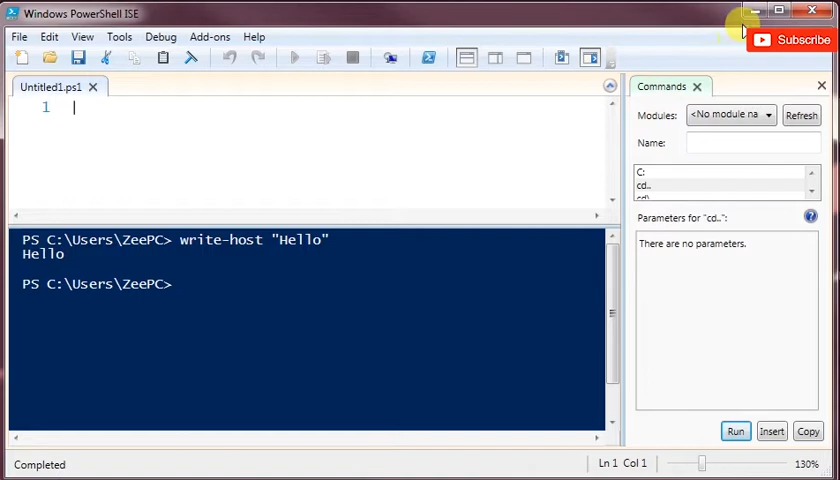 Windows PowerShell ISE
Subscribe
File Edit View Tools Debug Add-ons Help
Untitled1.ps1
Commands
1
Modules: <No module na Refresh
Name:
C:
cd..
cd\
Parameters for "cd..":
There are no parameters.
PS C:\Users\ZeePC> write-host "Hello"
Hello
PS C:\Users\ZeePC>
Run Insert Copy
Completed
Ln 1 Col 1
130%